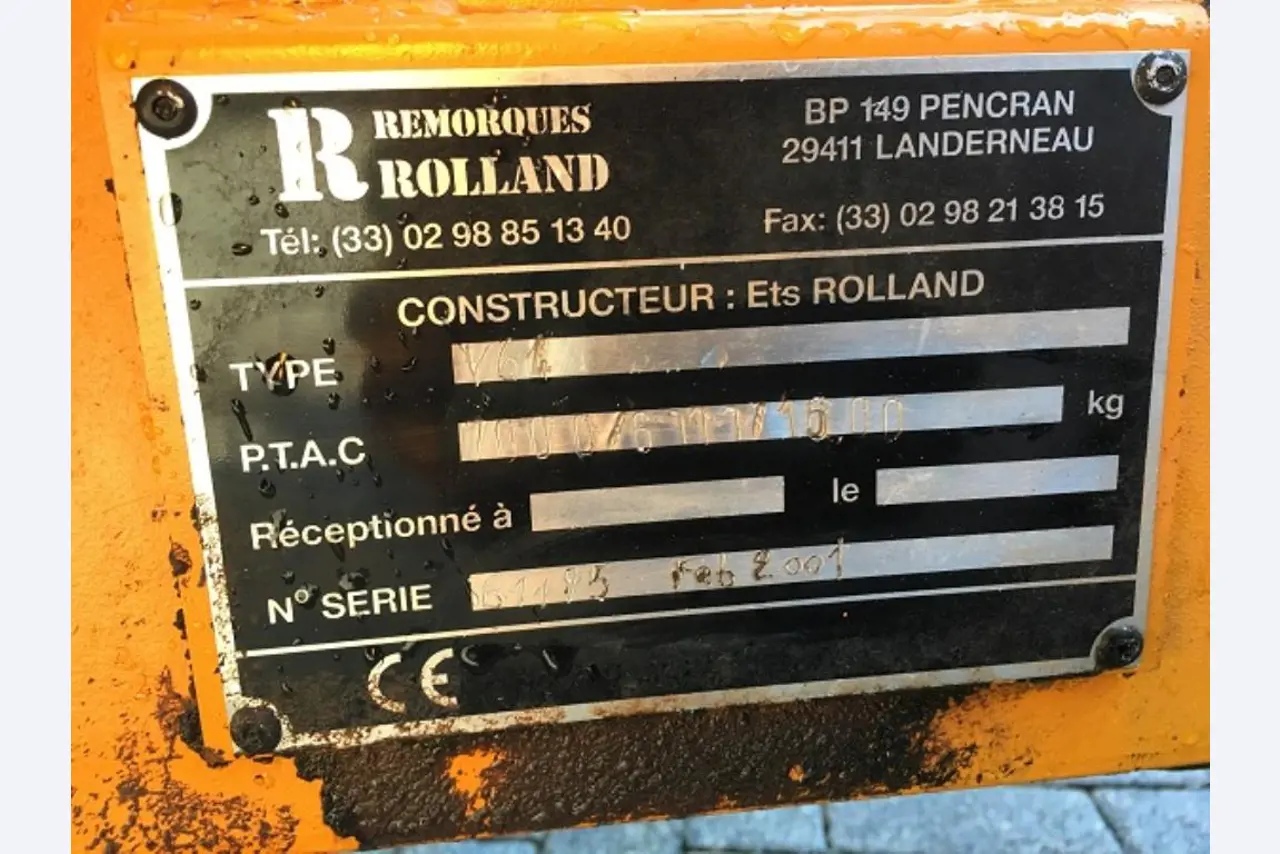 R REMORQUES
ROLLAND
Tél: (33) 02 98 85 13 40
BP 149 PENCRAN
29411 LANDERNEAU
Fax: (33) 02 98 21 38 15
CONSTRUCTEUR : Ets ROLLAND
TYPE V64
P.T.A.C kg
Réceptionné à le
N° SERIE feb 2001
CE